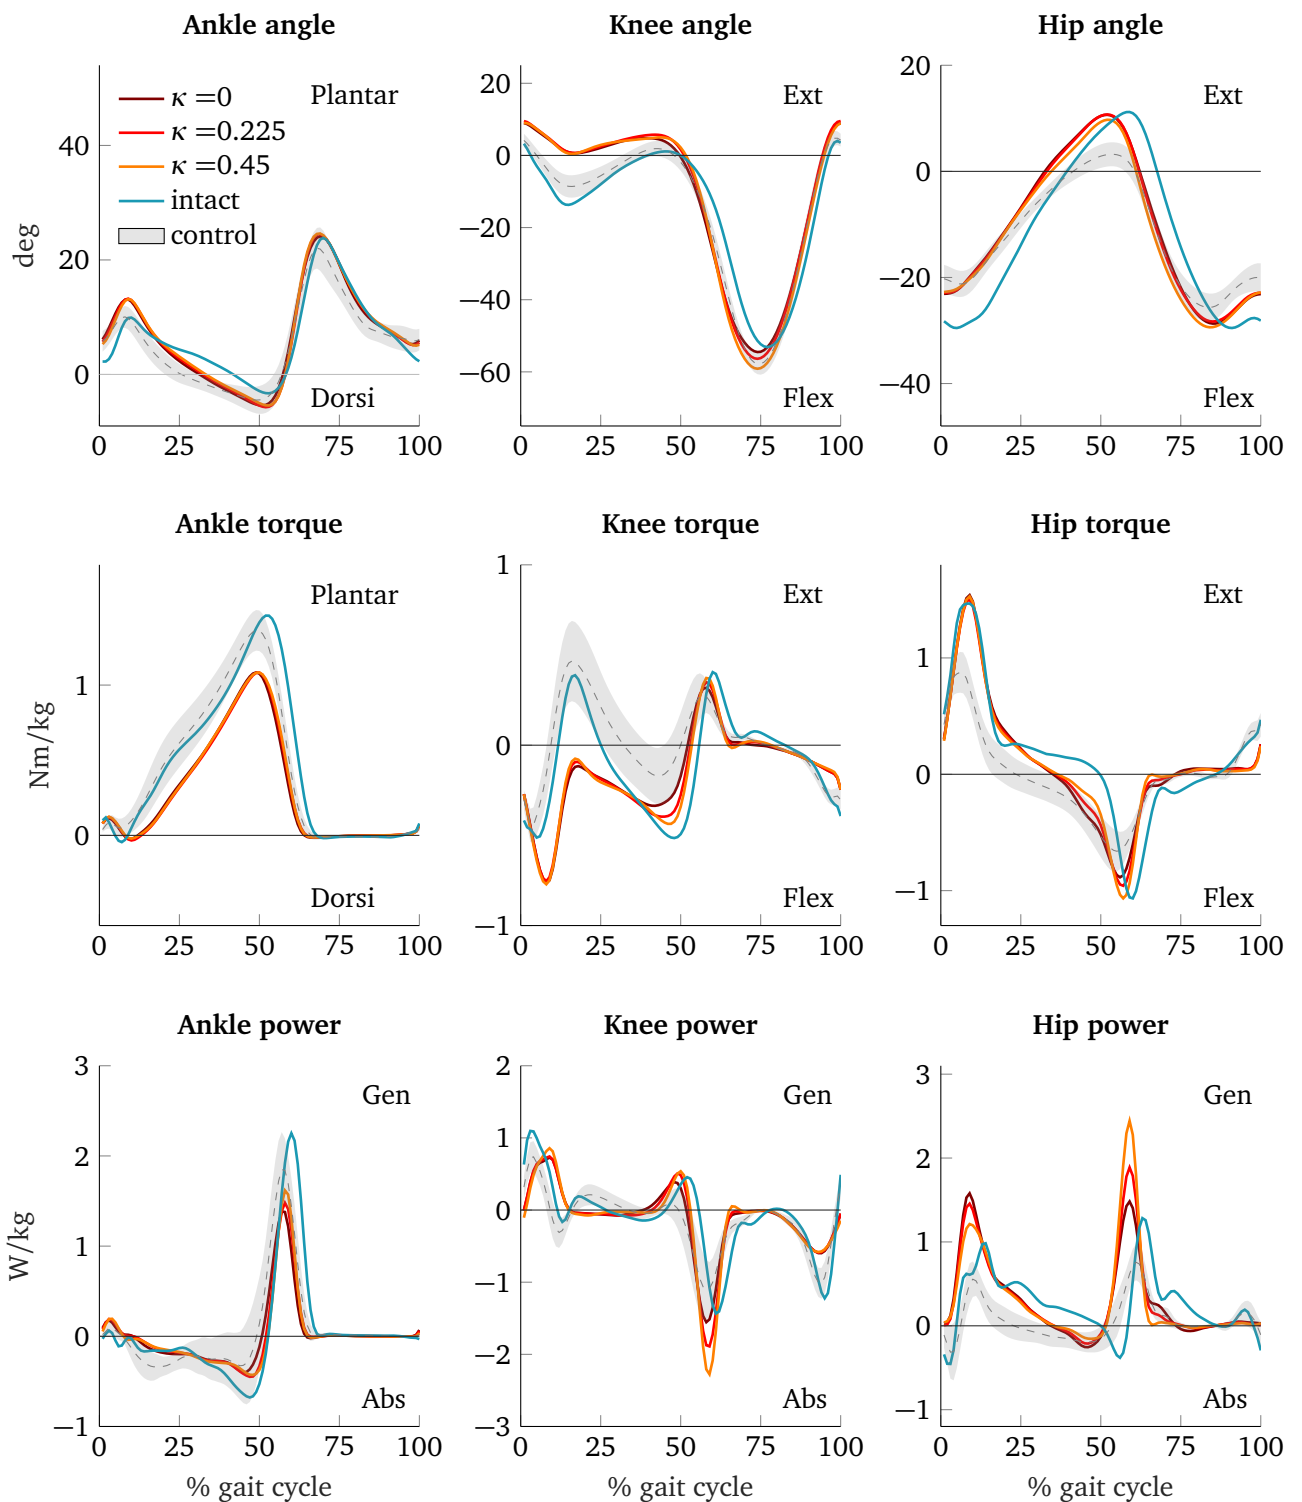 Ankle angle
Knee angle
Hip angle
deg
40
20
0
κ =0
κ =0.225
κ =0.45
intact
control
Plantar
Dorsi
0 25 50 75 100
20
0
−20
−40
−60
Ext
Flex
0 25 50 75 100
20
0
−20
−40
Ext
Flex
0 25 50 75 100
Ankle torque
Knee torque
Hip torque
Nm/kg
1
0
Plantar
Dorsi
0 25 50 75 100
1
0
−1
Ext
Flex
0 25 50 75 100
1
0
−1
Ext
Flex
0 25 50 75 100
Ankle power
Knee power
Hip power
W/kg
3
2
1
0
−1
Gen
Abs
0 25 50 75 100
% gait cycle
2
1
0
−1
−2
−3
Gen
Abs
0 25 50 75 100
% gait cycle
3
2
1
0
−1
Gen
Abs
0 25 50 75 100
% gait cycle